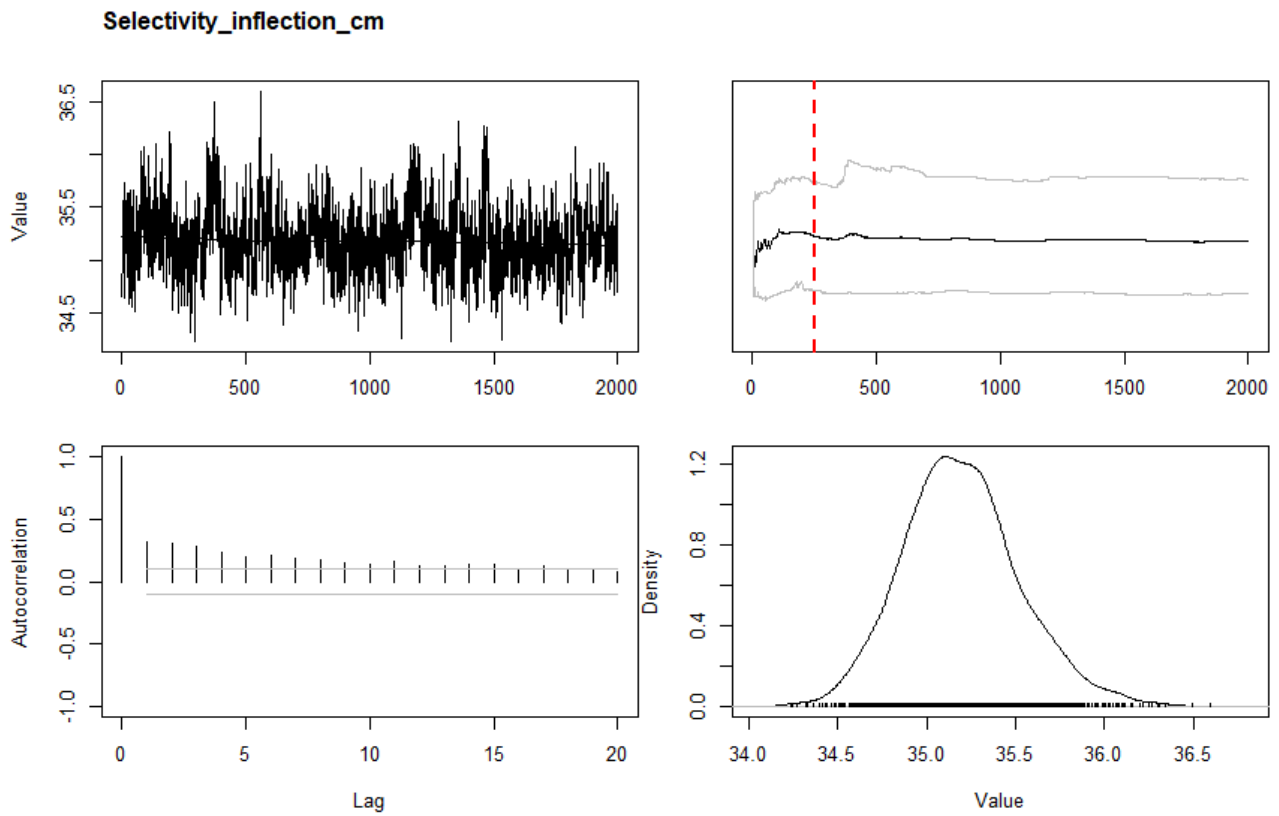 Selectivity_inflection_cm
Value
34.5 35.5 36.5
0 500 1000 1500 2000
0 500 1000 1500 2000
Autocorrelation
-1.0 -0.5 0.0 0.5 1.0
0 5 10 15 20
Lag
Density
0.0 0.4 0.8 1.2
34.0 34.5 35.0 35.5 36.0 36.5
Value